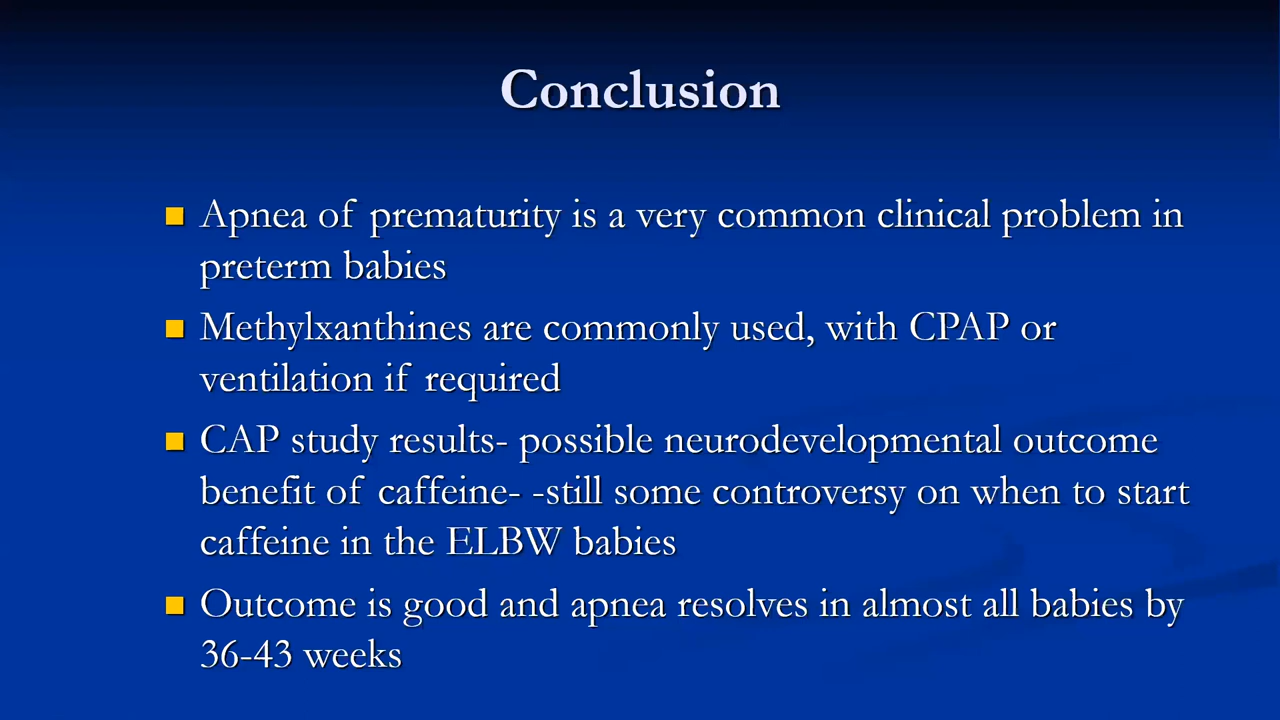 Conclusion
Apnea of prematurity is a very common clinical problem in
preterm babies
Methylxanthines are commonly used, with CPAP or
ventilation if required
CAP study results- possible neurodevelopmental outcome
benefit of caffeine- -still some controversy on when to start
caffeine in the ELBW babies
Outcome is good and apnea resolves in almost all babies by
36-43 weeks